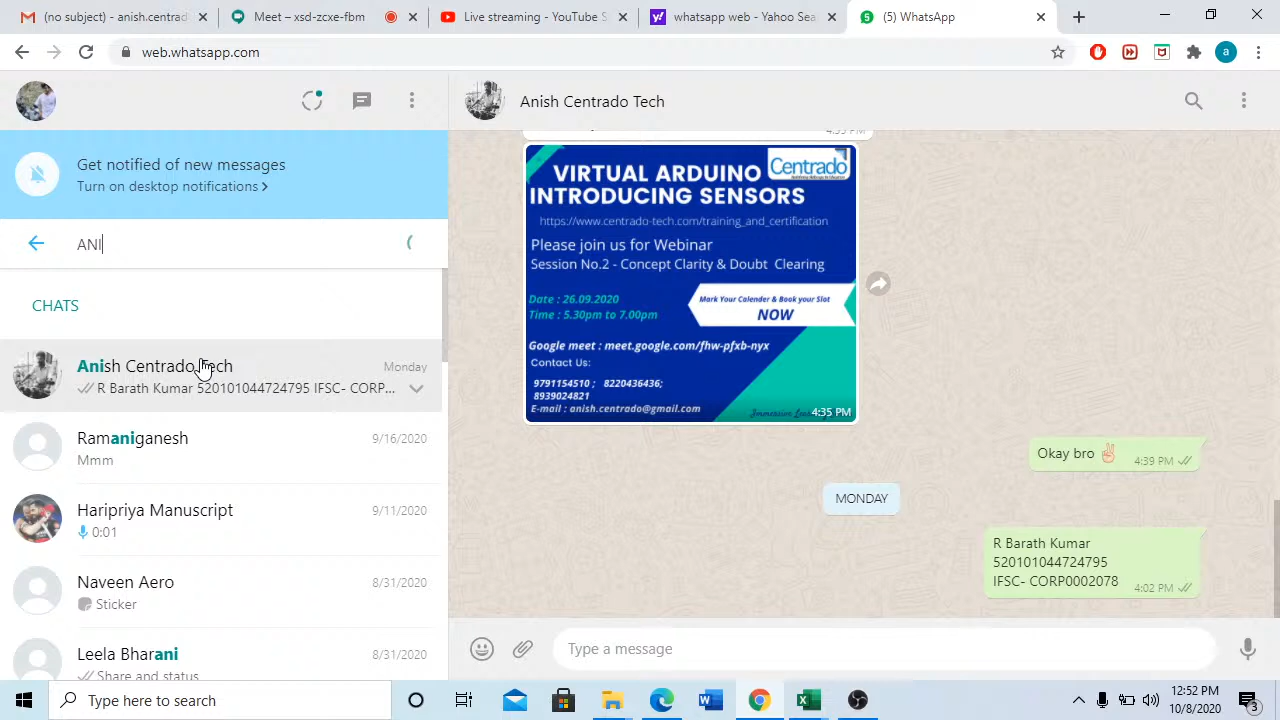 - anish.cent
Meet – xsd-zcxe-fbm
Live streaming - YouTube S
whatsapp web - Yahoo Sea
(5) WhatsApp
web.whatsapp.com
a
Anish Centrado Tech
Get notified of new messages
desktop notifications >
ANI
CHATS
Anish Centrado Tech
Monday
R Barath Kumar 520101044724795 IFSC- CORP...
Ramaniganesh
9/16/2020
Mmm
Haripriya Manuscript
9/11/2020
0:01
Naveen Aero
8/31/2020
Sticker
Leela Bharani
8/31/2020
Share and status
VIRTUAL ARDUINO
Centrado
INTRODUCING SENSORS
https://www.centrado-tech.com/training_and_certification
Please join us for Webinar
Session No.2 - Concept Clarity & Doubt Clearing
Date : 26.09.2020
Time : 5.30pm to 7.00pm
Mark Your Calender & Book your Slot
NOW
Google meet : meet.google.com/fhw-pfxb-nyx
Contact Us:
9791154510 ; 8220436436;
8939024821
E-mail : anish.centrado@gmail.com
4:35 PM
Okay bro ✌
4:39 PM
MONDAY
R Barath Kumar
520101044724795
IFSC- CORP0002078
4:02 PM
Type a message
Type here to search
12:52 PM
10/8/2020
3